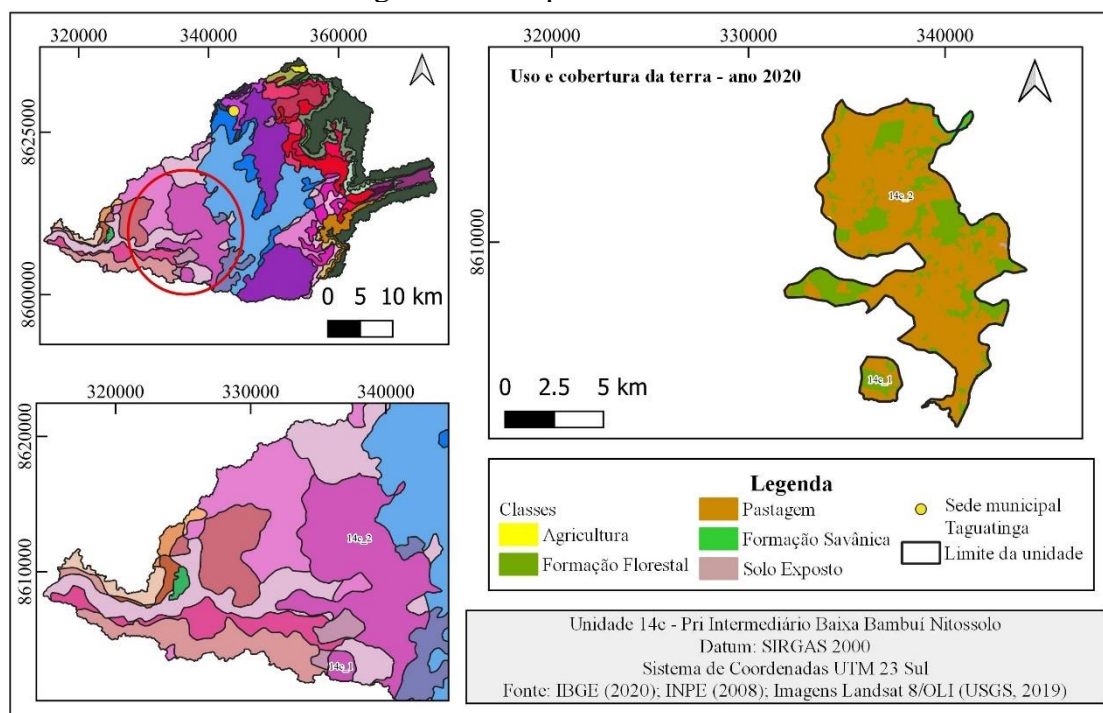 320000 340000 360000
8625000
8600000
0 5 10 km
320000 330000 340000
Uso e cobertura da terra - ano 2020
8610000
14c_2
14c_1
0 2.5 5 km
320000 330000 340000
8620000
8610000
14c_2
14c_1
Legenda
Classes
Agricultura
Formação Florestal
Pastagem
Formação Savânica
Solo Exposto
Sede municipal
Taguatinga
Limite da unidade
Unidade 14c - Pri Intermediário Baixa Bambuí Nitossolo
Datum: SIRGAS 2000
Sistema de Coordenadas UTM 23 Sul
Fonte: IBGE (2020); INPE (2008); Imagens Landsat 8/OLI (USGS, 2019)